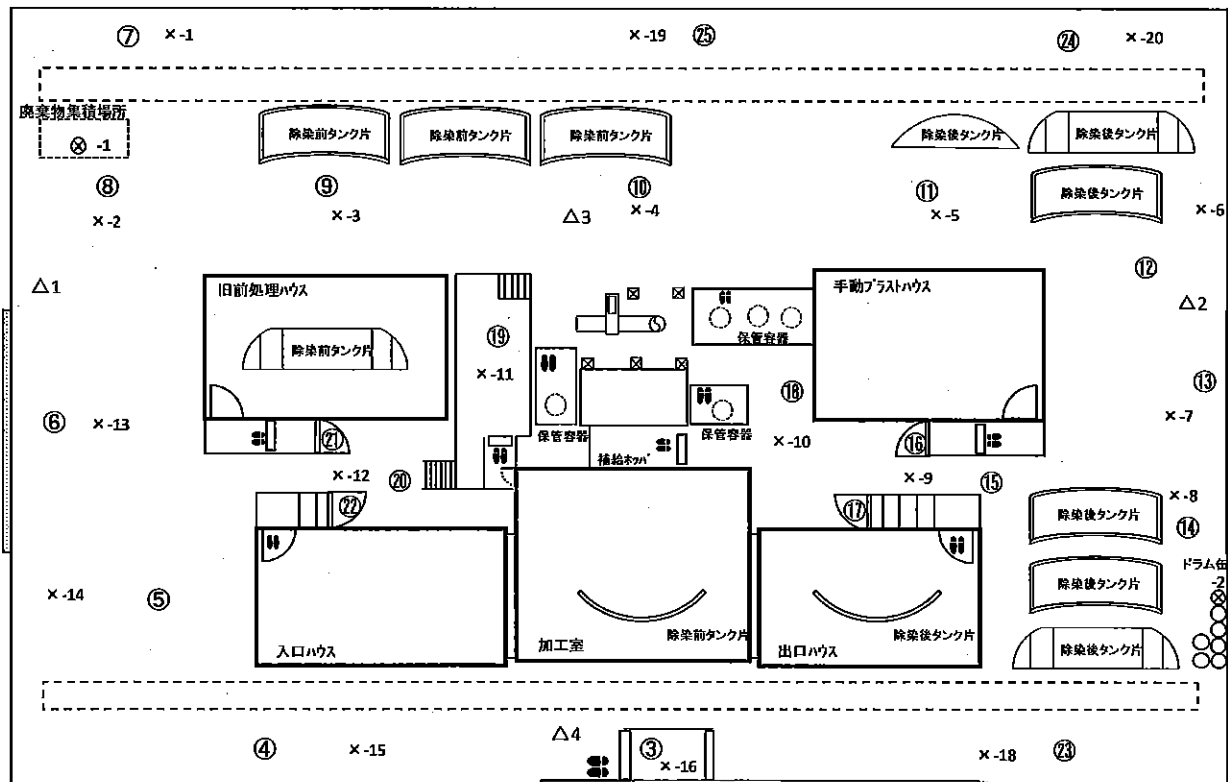 ⑦ ×-1 ×-19 ㉕ ㉔ ×-20
廃棄物集積場所
⊗ -1
除染前タンク片 除染前タンク片 除染前タンク片 除染後タンク片 除染後タンク片
⑧ ⑨ ⑩ ⑪ 除染後タンク片
×-2 ×-3 △3 ×-4 ×-5 ×-6
⑫
△1 旧前処理ハウス 手動ブラストハウス △2
⑲ 保管容器
除染前タンク片
×-11 ⑱ ⑬
⑥ ×-13 ×-7
保管容器 保管容器
㉑ ×-10 ⑯
補給ホッパ
×-12 ⑳ ×-9 ⑮
㉒ ⑰ 除染後タンク片 ×-8
⑭
ドラム缶
-2
×-14 ⑤ 除染後タンク片
除染前タンク片 除染後タンク片
入口ハウス 加工室 出口ハウス 除染後タンク片
④ ×-15 △4 ③ ×-16 ×-18 ㉓